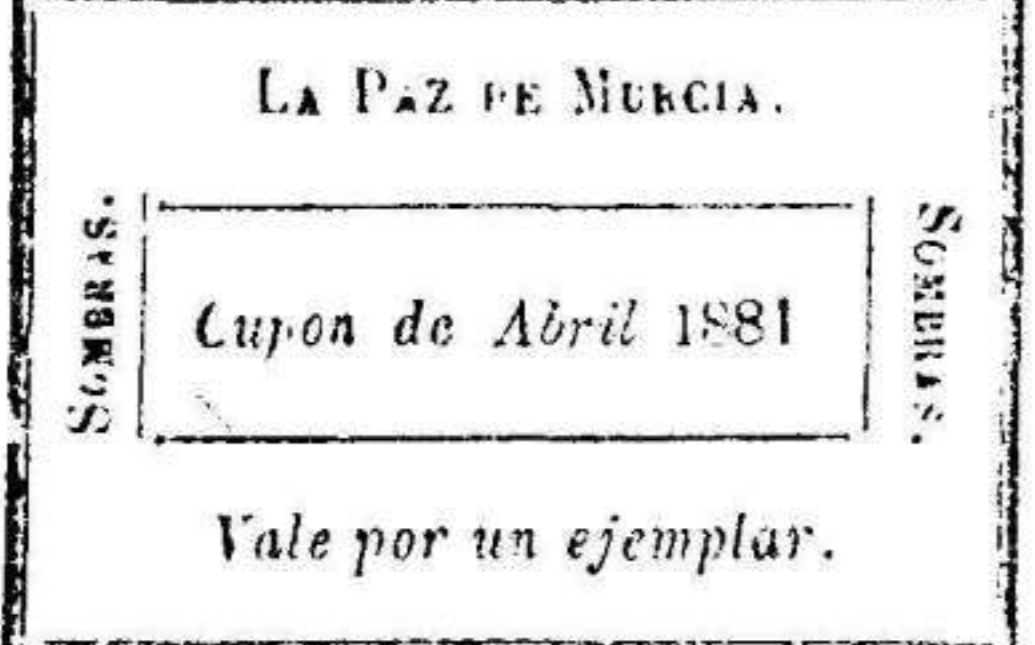 LA PAZ DE MURCIA.
SOMBRAS.
Cupon de Abril 1881
SOMBRAS.
Vale por un ejemplar.